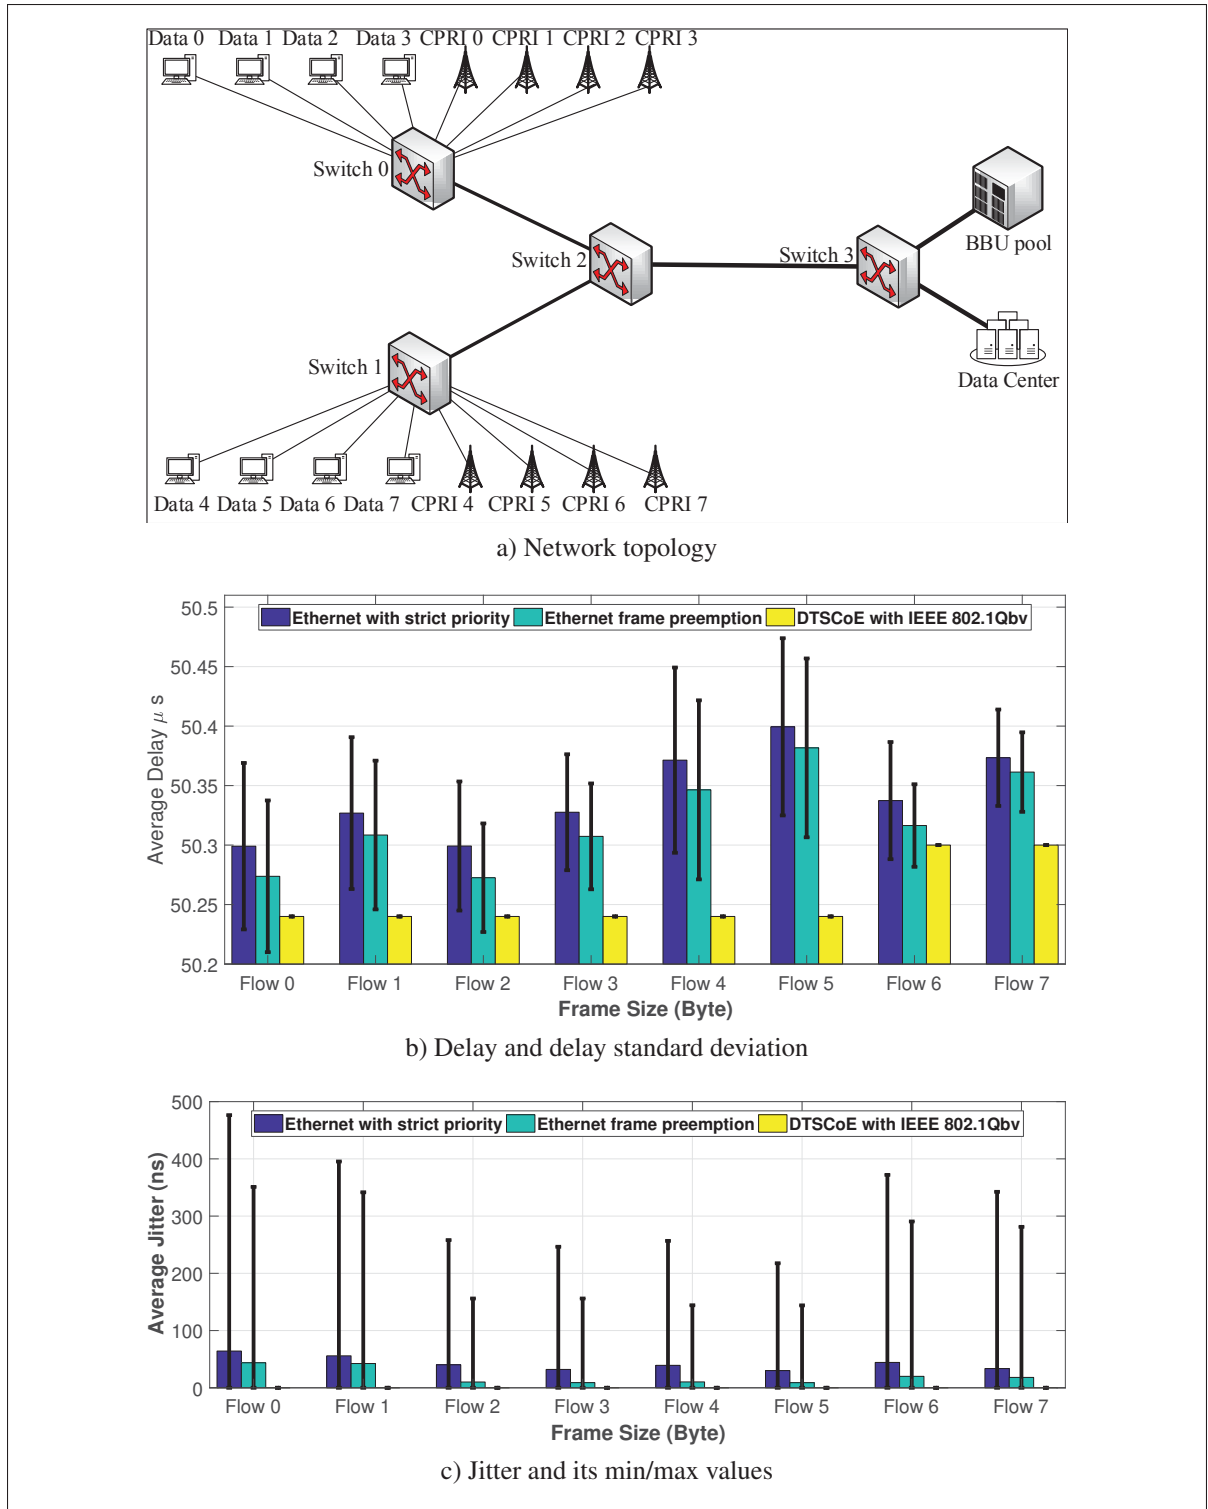 Data 0 Data 1 Data 2 Data 3 CPRI 0 CPRI 1 CPRI 2 CPRI 3
Switch 0
BBU pool
Switch 2
Switch 3
Switch 1
Data Center
Data 4 Data 5 Data 6 Data 7 CPRI 4 CPRI 5 CPRI 6 CPRI 7
a) Network topology
Average Delay μ s
50.5
50.45
50.4
50.35
50.3
50.25
50.2
Ethernet with strict priority Ethernet frame preemption DTSCoE with IEEE 802.1Qbv
Flow 0 Flow 1 Flow 2 Flow 3 Flow 4 Flow 5 Flow 6 Flow 7
Frame Size (Byte)
b) Delay and delay standard deviation
Average Jitter (ns)
500
400
300
200
100
0
Ethernet with strict priority Ethernet frame preemption DTSCoE with IEEE 802.1Qbv
Flow 0 Flow 1 Flow 2 Flow 3 Flow 4 Flow 5 Flow 6 Flow 7
Frame Size (Byte)
c) Jitter and its min/max values